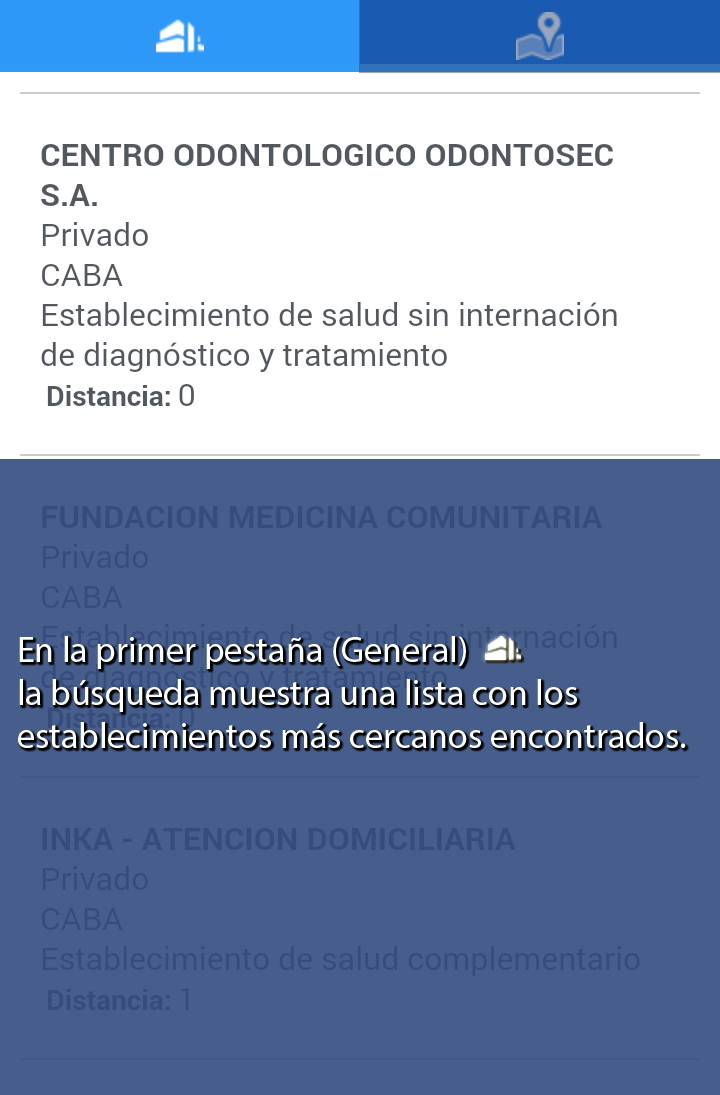 CENTRO ODONTOLOGICO ODONTOSEC
S.A.
Privado
CABA
Establecimiento de salud sin internación
de diagnóstico y tratamiento
Distancia: 0
FUNDACION MEDICINA COMUNITARIA
Privado
CABA
Establecimiento de salud sin internación
En la primer pestaña (General)
de diagnóstico y tratamiento
la búsqueda muestra una lista con los
Distancia:
establecimientos más cercanos encontrados.
INKA - ATENCION DOMICILIARIA
Privado
CABA
Establecimiento de salud complementario
Distancia: 1